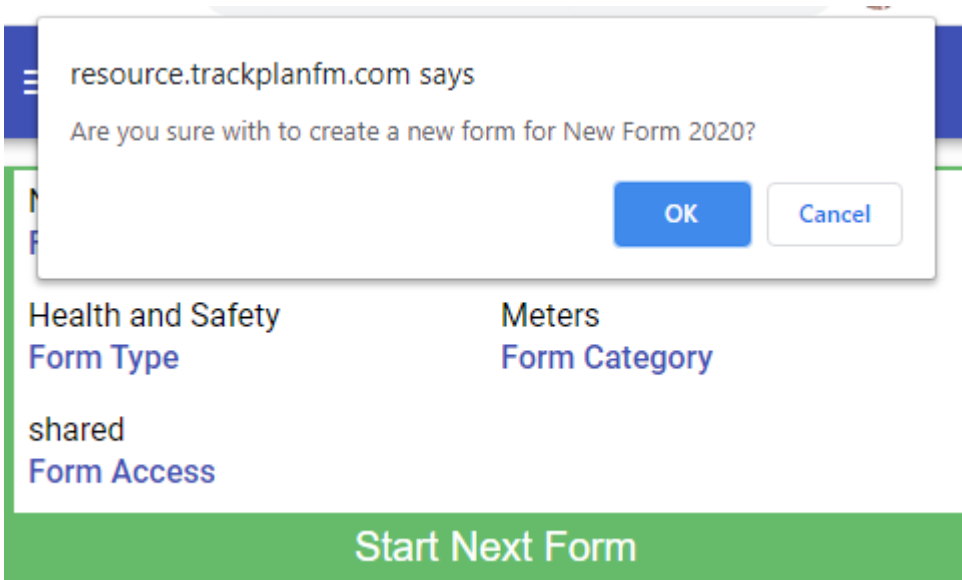 resource.trackplanfm.com says
Are you sure with to create a new form for New Form 2020?
OK Cancel
Health and Safety Meters
Form Type Form Category
shared
Form Access
Start Next Form